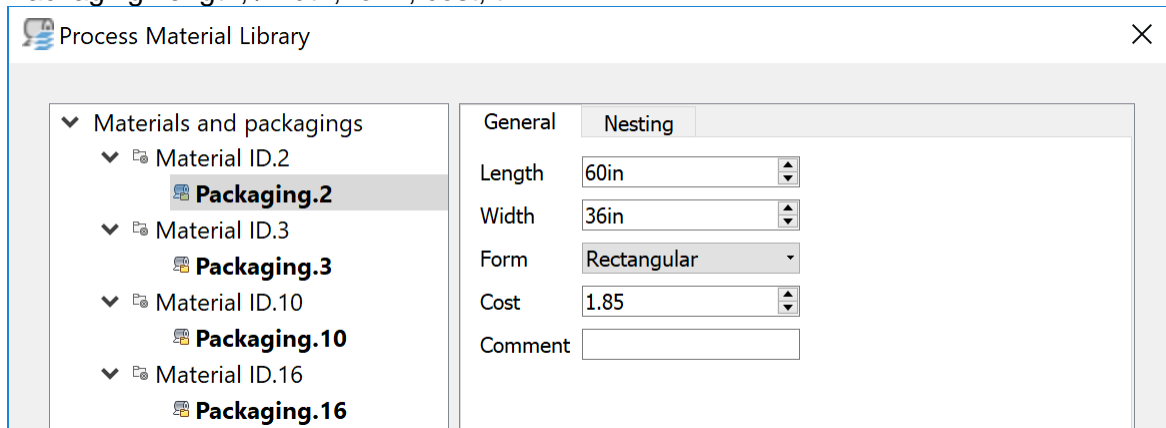 Process Material Library
Materials and packagings
Material ID.2
Packaging.2
Material ID.3
Packaging.3
Material ID.10
Packaging.10
Material ID.16
Packaging.16
General Nesting
Length 60in
Width 36in
Form Rectangular
Cost 1.85
Comment